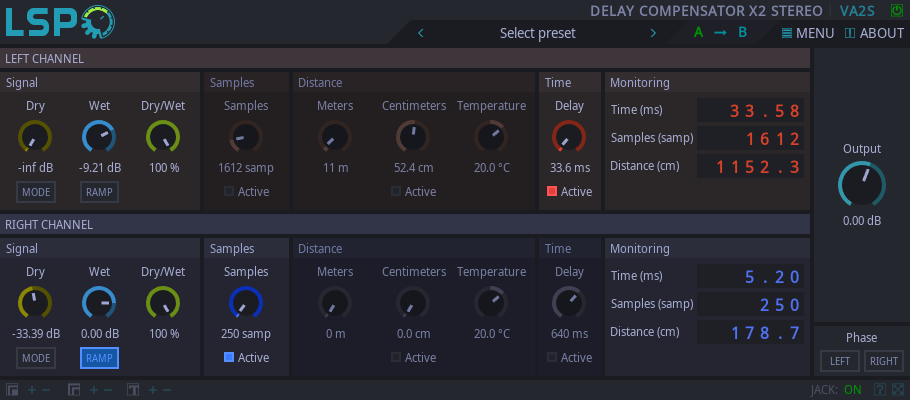 LSP
DELAY COMPENSATOR X2 STEREO VA2S
Select preset A B MENU ABOUT
LEFT CHANNEL
Signal Samples Distance Time Monitoring
Dry Wet Dry/Wet Samples Meters Centimeters Temperature Delay
-inf dB -9.21 dB 100 % 1612 samp 11 m 52.4 cm 20.0 °C 33.6 ms
MODE RAMP Active Active Active
Time (ms) 33.58
Samples (samp) 1612
Distance (cm) 1152.3
Output
0.00 dB
RIGHT CHANNEL
Signal Samples Distance Time Monitoring
Dry Wet Dry/Wet Samples Meters Centimeters Temperature Delay
-33.39 dB 0.00 dB 100 % 250 samp 0 m 0.0 cm 20.0 °C 640 ms
MODE RAMP Active Active Active
Time (ms) 5.20
Samples (samp) 250
Distance (cm) 178.7
Phase
LEFT RIGHT
JACK: ON